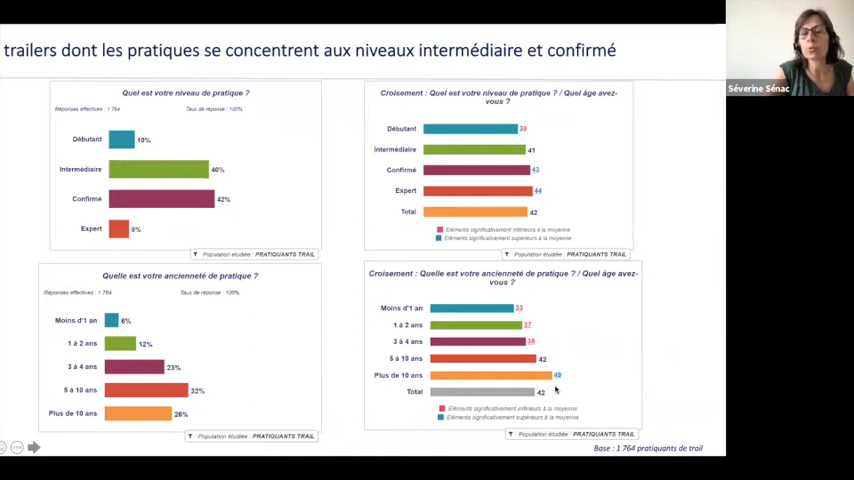 trailers dont les pratiques se concentrent aux niveaux intermédiaire et confirmé
Séverine Sénac
Quel est votre niveau de pratique ?
Réponses effectives : 1 764
Taux de réponse : 100%
Débutant
10%
Intermédiaire
40%
Confirmé
42%
Expert
8%
Population étudiée : PRATIQUANTS TRAIL
Croisement : Quel est votre niveau de pratique ? / Quel âge avez-
vous ?
Débutant
38
Intermédiaire
41
Confirmé
43
Expert
44
Total
42
Eléments significativement inférieurs à la moyenne
Eléments significativement supérieurs à la moyenne
Population étudiée : PRATIQUANTS TRAIL
Quelle est votre ancienneté de pratique ?
Réponses effectives : 1 764
Taux de réponse : 100%
Moins d'1 an
6%
1 à 2 ans
12%
3 à 4 ans
23%
5 à 10 ans
32%
Plus de 10 ans
26%
Population étudiée : PRATIQUANTS TRAIL
Croisement : Quelle est votre ancienneté de pratique ? / Quel âge avez-
vous ?
Moins d'1 an
33
1 à 2 ans
37
3 à 4 ans
38
5 à 10 ans
42
Plus de 10 ans
49
Total
42
Eléments significativement inférieurs à la moyenne
Eléments significativement supérieurs à la moyenne
Population étudiée : PRATIQUANTS TRAIL
Base : 1 764 pratiquants de trail